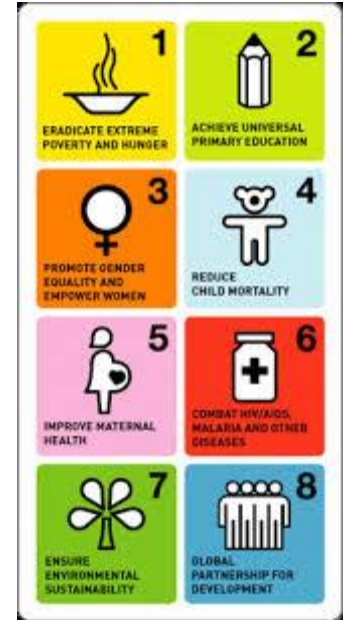 1
ERADICATE EXTREME
POVERTY AND HUNGER
2
ACHIEVE UNIVERSAL
PRIMARY EDUCATION
3
PROMOTE GENDER
EQUALITY AND
EMPOWER WOMEN
4
REDUCE
CHILD MORTALITY
5
IMPROVE MATERNAL
HEALTH
6
COMBAT HIV/AIDS,
MALARIA AND OTHER
DISEASES
7
ENSURE
ENVIRONMENTAL
SUSTAINABILITY
8
GLOBAL
PARTNERSHIP FOR
DEVELOPMENT